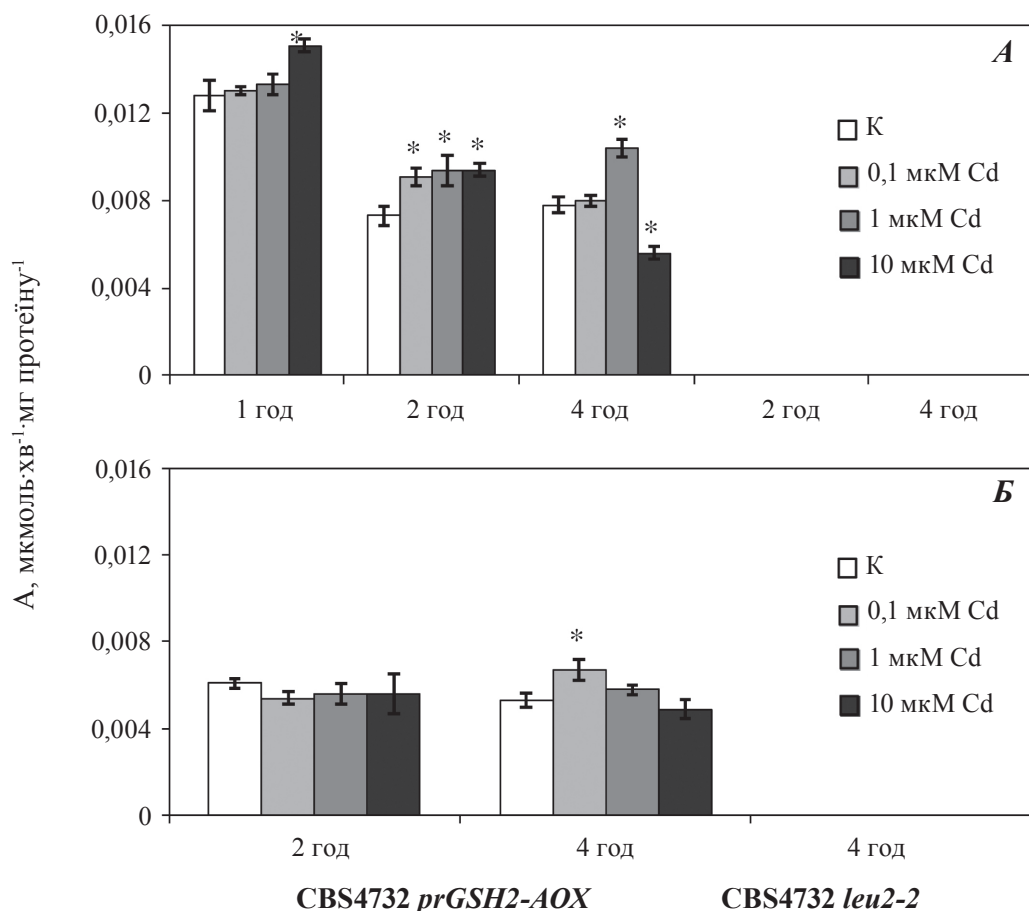 А, мкмоль·хв⁻¹·мг протеїну⁻¹
0,016
0,012
0,008
0,004
0
А
*
* * *
*
*
К
0,1 мкМ Cd
1 мкМ Cd
10 мкМ Cd
1 год 2 год 4 год 2 год 4 год
0,016
0,012
0,008
0,004
0
Б
*
К
0,1 мкМ Cd
1 мкМ Cd
10 мкМ Cd
2 год 4 год 4 год
CBS4732 prGSH2-AOX CBS4732 leu2-2